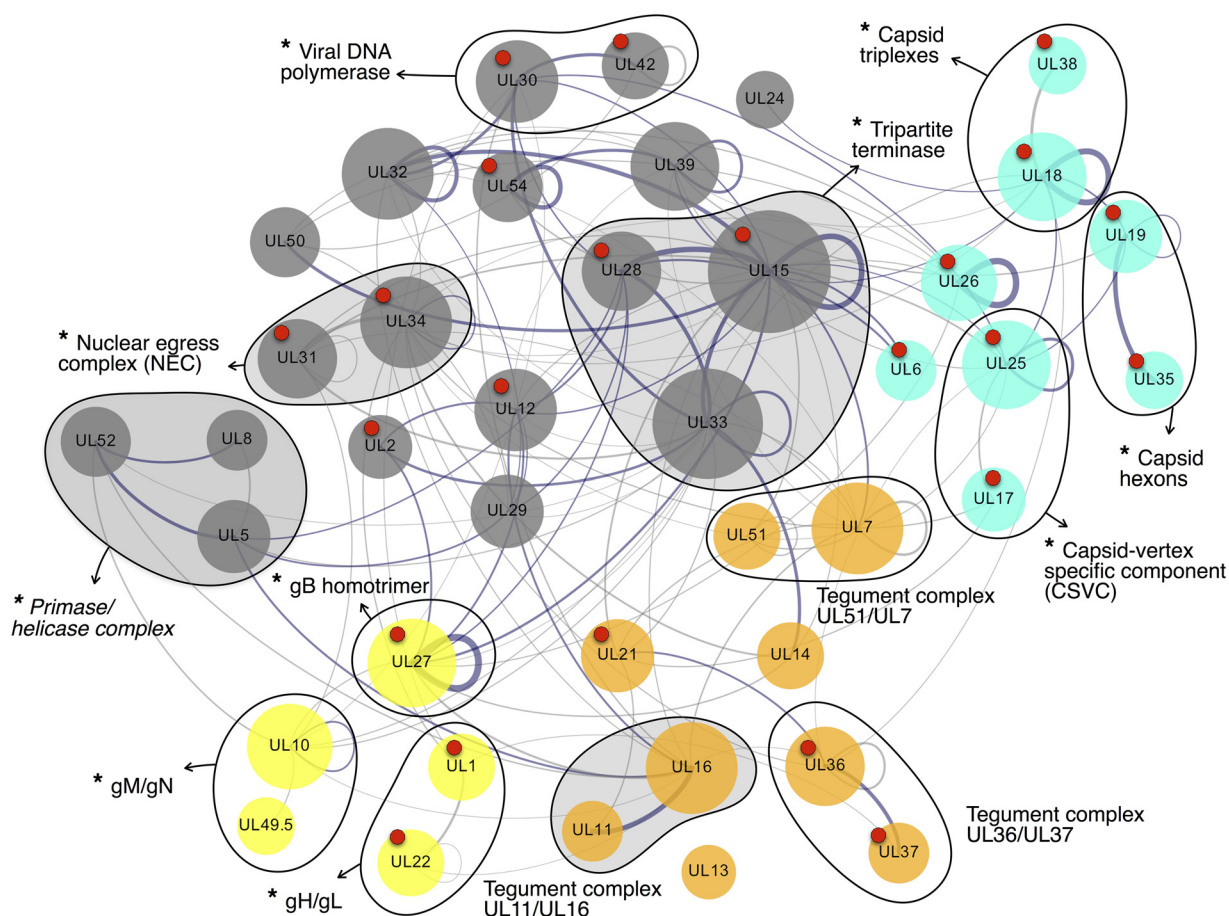 * Viral DNA
polymerase
UL30
UL42
UL24
* Capsid
triplexes
UL38
UL18
* Tripartite
terminase
UL32
UL54
UL39
UL50
UL28
UL15
UL19
UL26
UL34
UL31
* Nuclear egress
complex (NEC)
UL6
UL25
UL35
UL12
UL33
UL2
UL52
UL8
* Capsid
hexons
UL17
UL29
UL5
UL51
UL7
* Capsid-vertex
specific component
(CSVC)
* gB homotrimer
* Primase/
helicase complex
Tegument complex
UL51/UL7
UL27
UL21
UL14
UL10
UL1
UL16
UL36
* gM/gN
UL49.5
UL11
UL22
UL37
UL13
Tegument complex
UL36/UL37
* gH/gL
Tegument complex
UL11/UL16